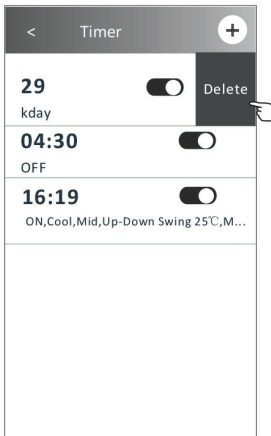 < Timer +
29
Delete
kday
04:30
OFF
16:19
ON,Cool,Mid,Up-Down Swing 25℃,M...